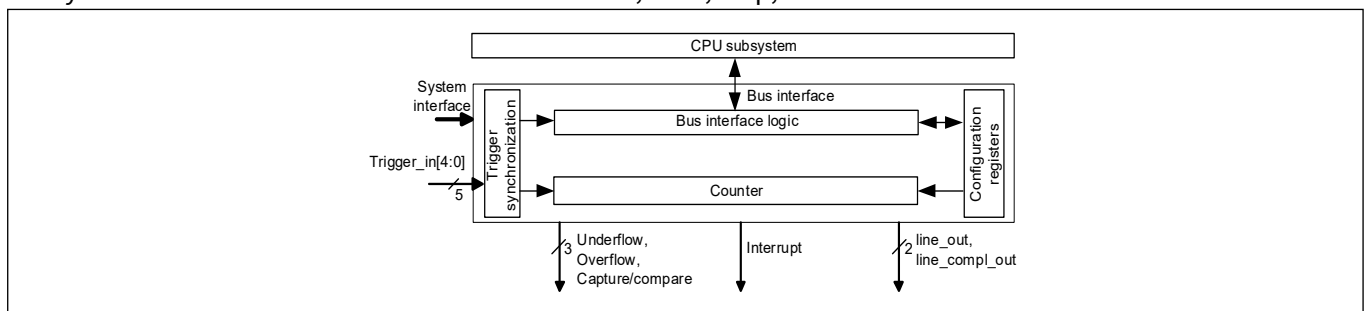 CPU subsystem
System
interface
Bus interface
Trigger
synchronization
Bus interface logic
Configuration
registers
Trigger_in[4:0]
5
Counter
3
Underflow,
Overflow,
Capture/compare
Interrupt
2
line_out,
line_compl_out